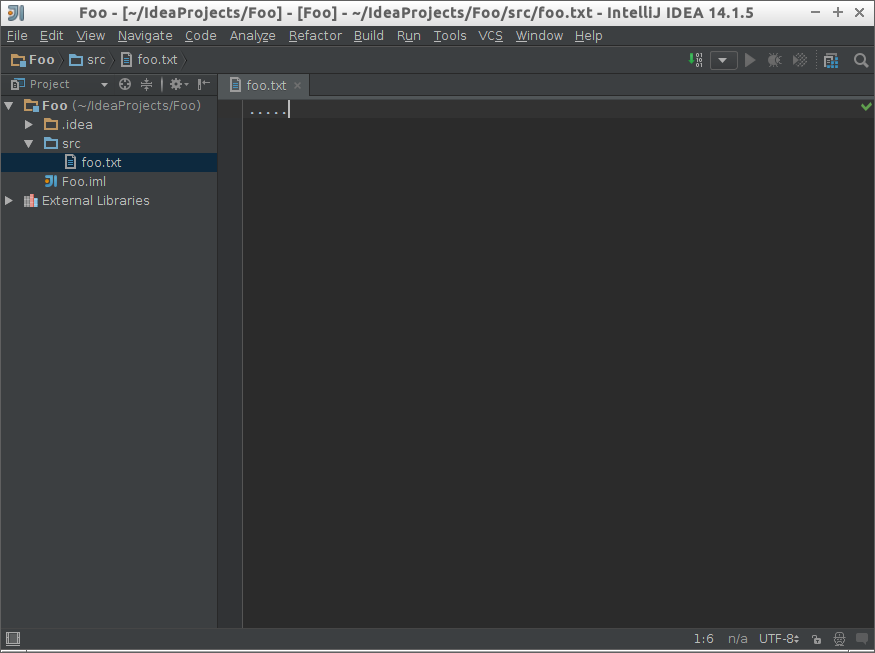 Foo - [~/IdeaProjects/Foo] - [Foo] - ~/IdeaProjects/Foo/src/foo.txt - IntelliJ IDEA 14.1.5
File Edit View Navigate Code Analyze Refactor Build Run Tools VCS Window Help
Foo src foo.txt
Project
foo.txt
Foo (~/IdeaProjects/Foo)
.....
.idea
src
foo.txt
Foo.iml
External Libraries
1:6 n/a UTF-8